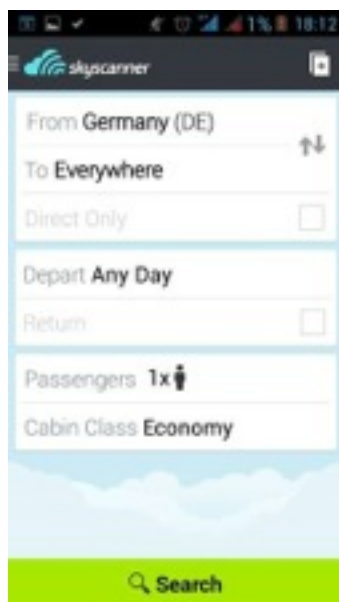 1% 18:12
skyscanner
From Germany (DE)
To Everywhere
Direct Only
Depart Any Day
Return
Passengers 1x
Cabin Class Economy
Search